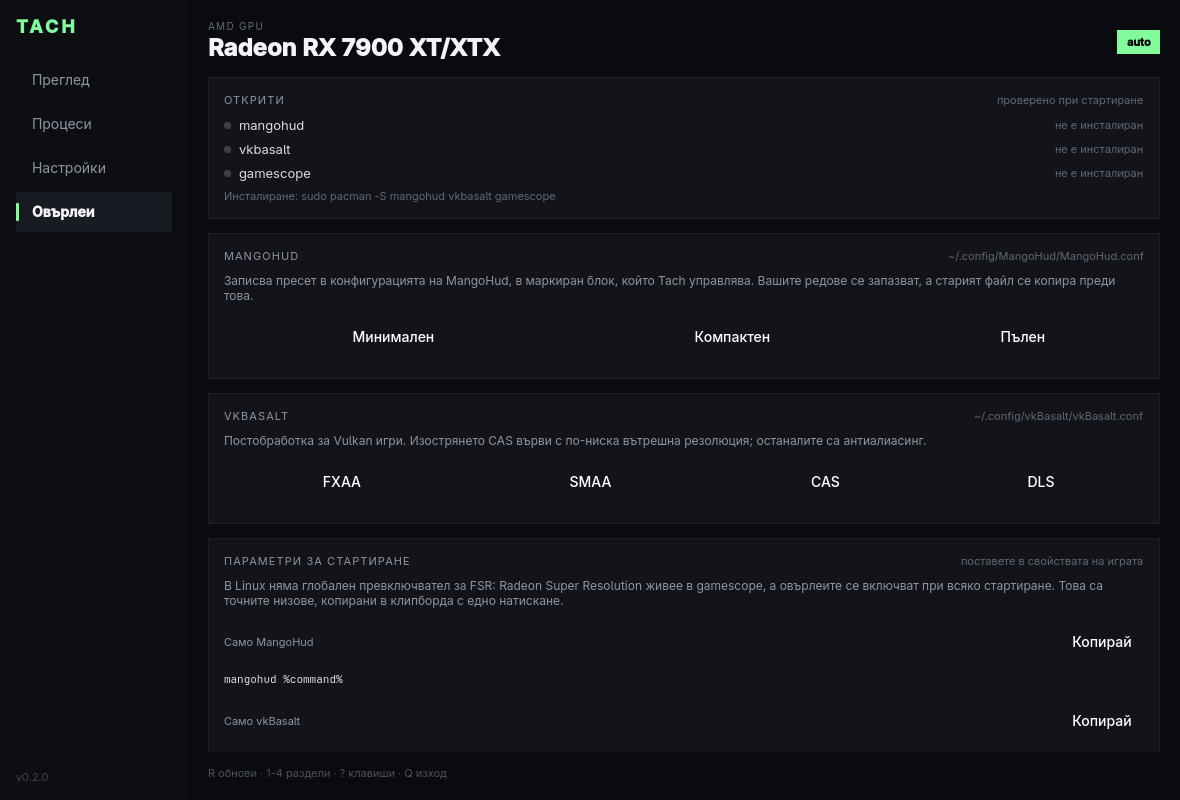 TACH
Преглед
Процеси
Настройки
Овърлеи
v0.2.0
AMD GPU
Radeon RX 7900 XT/XTX
auto
ОТКРИТИ
проверено при стартиране
mangohud
не е инсталиран
vkbasalt
не е инсталиран
gamescope
не е инсталиран
Инсталиране: sudo pacman -S mangohud vkbasalt gamescope
MANGOHUD
~/.config/MangoHud/MangoHud.conf
Записва пресет в конфигурацията на MangoHud, в маркиран блок, който Tach управлява. Вашите редове се запазват, а старият файл се копира преди
това.
Минимален
Компактен
Пълен
VKBASALT
~/.config/vkBasalt/vkBasalt.conf
Постобработка за Vulkan игри. Изострянето CAS върви с по-ниска вътрешна резолюция; останалите са антиалиасинг.
FXAA
SMAA
CAS
DLS
ПАРАМЕТРИ ЗА СТАРТИРАНЕ
поставете в свойствата на играта
В Linux няма глобален превключвател за FSR: Radeon Super Resolution живее в gamescope, а овърлеите се включват при всяко стартиране. Това са
точните низове, копирани в клипборда с едно натискане.
Само MangoHud
Копирай
mangohud %command%
Само vkBasalt
Копирай
R обнови · 1-4 раздели · ? клавиши · Q изход